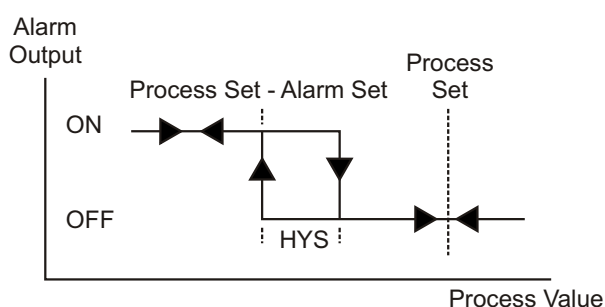 Alarm
Output
Process
Set
Process Set - Alarm Set
ON
OFF
HYS
Process Value